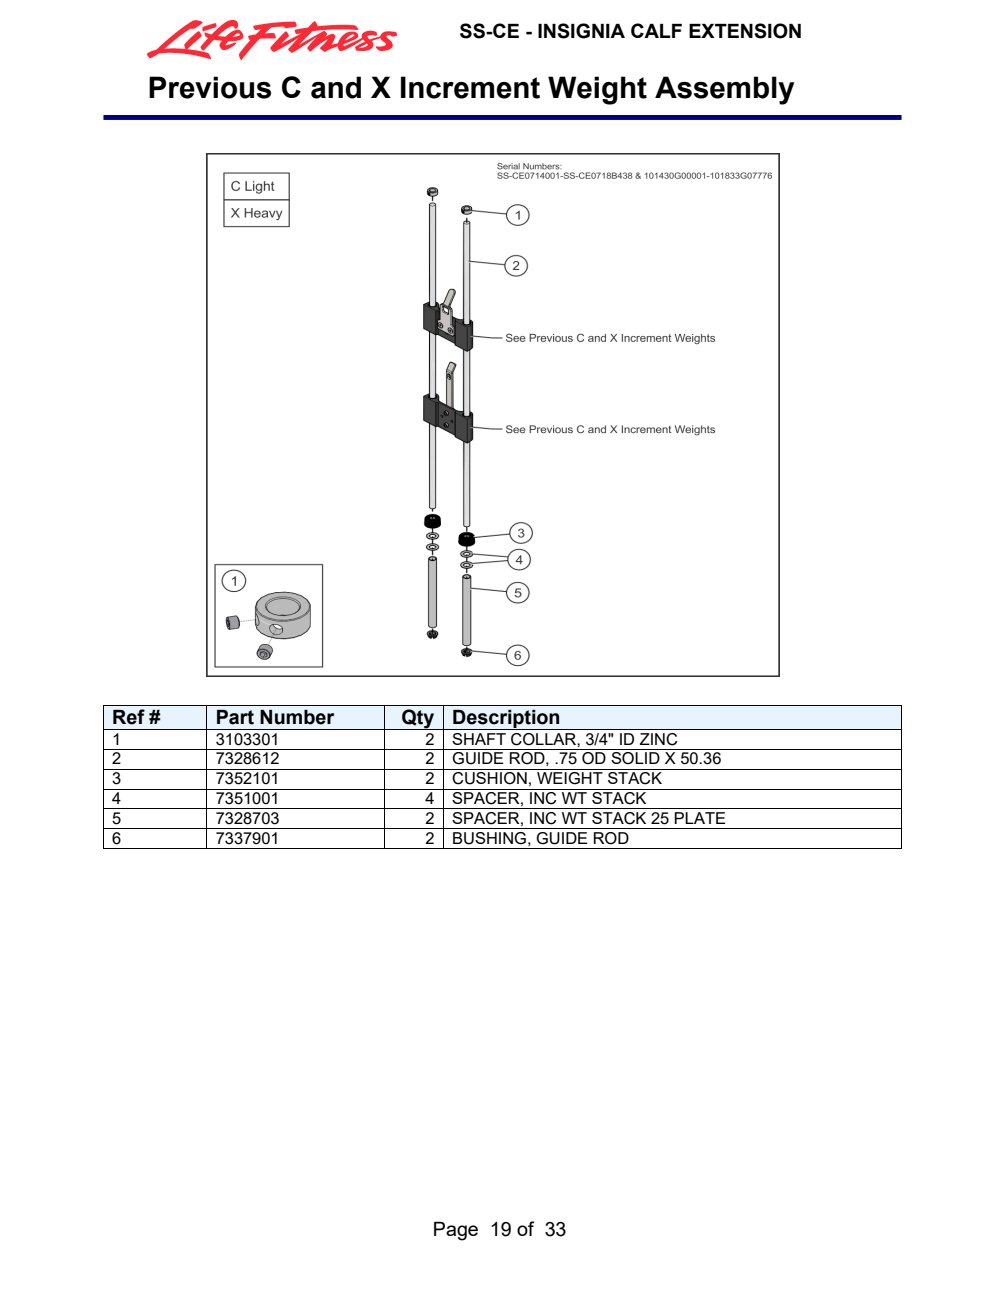 Life Fitness
SS-CE - INSIGNIA CALF EXTENSION
Previous C and X Increment Weight Assembly
Serial Numbers:
SS-CE0714001-SS-CE0718B438 & 101430G00001-101833G07776
C Light
X Heavy
1
2
See Previous C and X Increment Weights
See Previous C and X Increment Weights
3
4
5
6
1
Ref # Part Number Qty Description
1 3103301 2 SHAFT COLLAR, 3/4" ID ZINC
2 7328612 2 GUIDE ROD, .75 OD SOLID X 50.36
3 7352101 2 CUSHION, WEIGHT STACK
4 7351001 4 SPACER, INC WT STACK
5 7328703 2 SPACER, INC WT STACK 25 PLATE
6 7337901 2 BUSHING, GUIDE ROD
Page 19 of 33